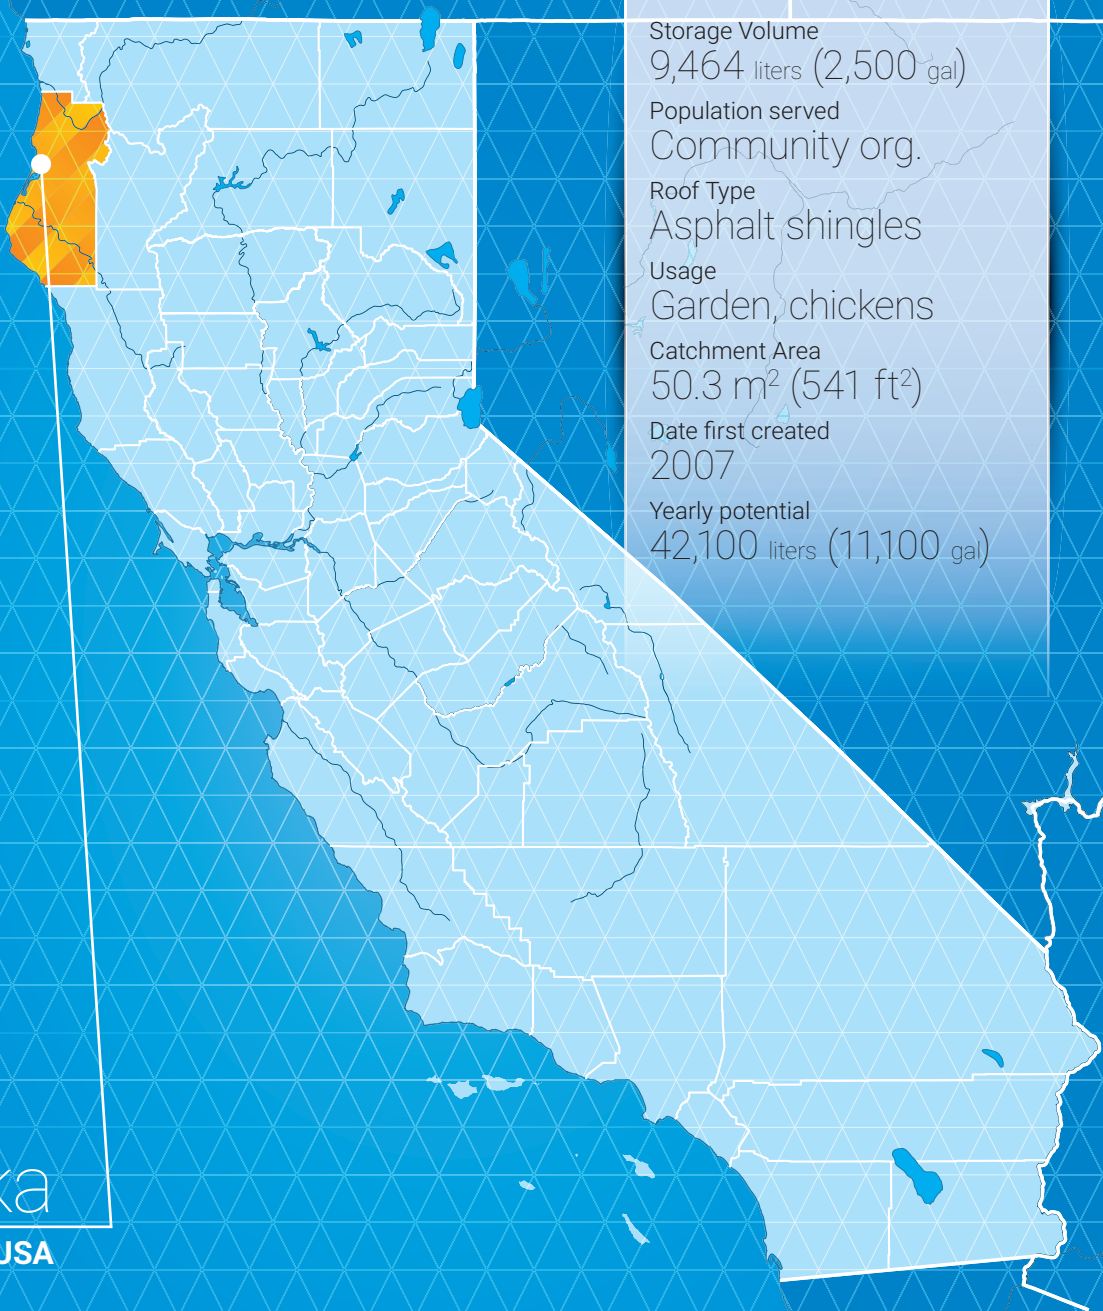 Storage Volume
9,464 liters (2,500 gal)
Population served
Community org.
Roof Type
Asphalt shingles
Usage
Garden, chickens
Catchment Area
50.3 m² (541 ft²)
Date first created
2007
Yearly potential
42,100 liters (11,100 gal)
ka
USA